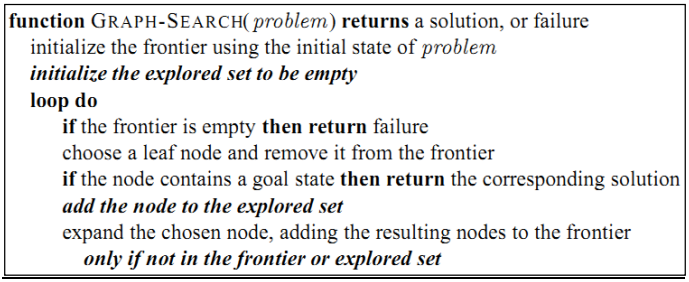 function GRAPH-SEARCH(problem) returns a solution, or failure
initialize the frontier using the initial state of problem
initialize the explored set to be empty
loop do
if the frontier is empty then return failure
choose a leaf node and remove it from the frontier
if the node contains a goal state then return the corresponding solution
add the node to the explored set
expand the chosen node, adding the resulting nodes to the frontier
only if not in the frontier or explored set